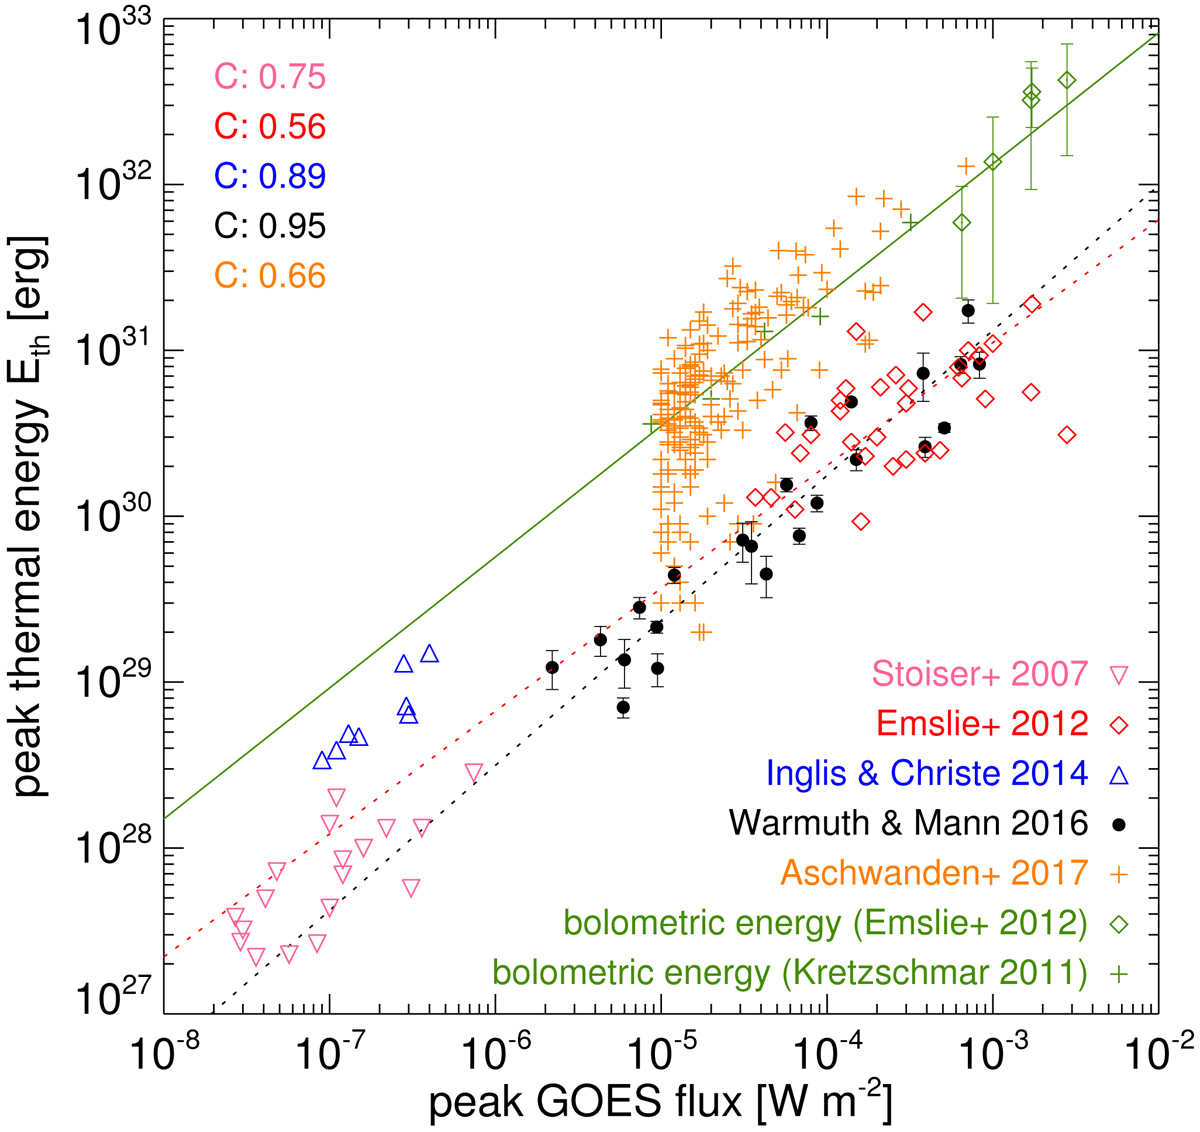 10^33
10^32
10^31
10^30
10^29
10^28
10^27
peak thermal energy E_th [erg]
C: 0.75
C: 0.56
C: 0.89
C: 0.95
C: 0.66
Stoiser+ 2007
Emslie+ 2012
Inglis & Christe 2014
Warmuth & Mann 2016
Aschwanden+ 2017
bolometric energy (Emslie+ 2012)
bolometric energy (Kretzschmar 2011)
10^-8 10^-7 10^-6 10^-5 10^-4 10^-3 10^-2
peak GOES flux [W m^-2]